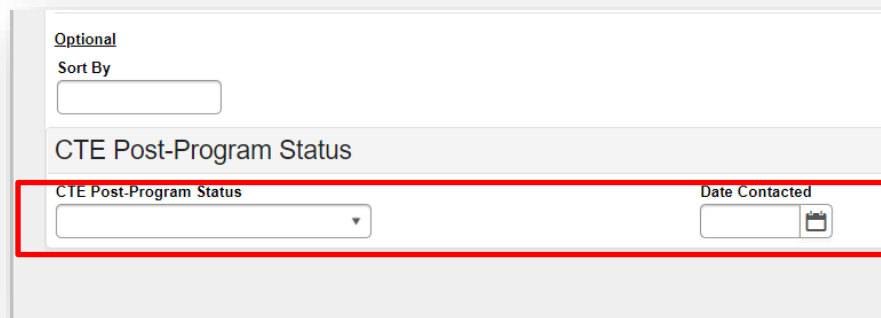 Optional
Sort By
CTE Post-Program Status
CTE Post-Program Status Date Contacted